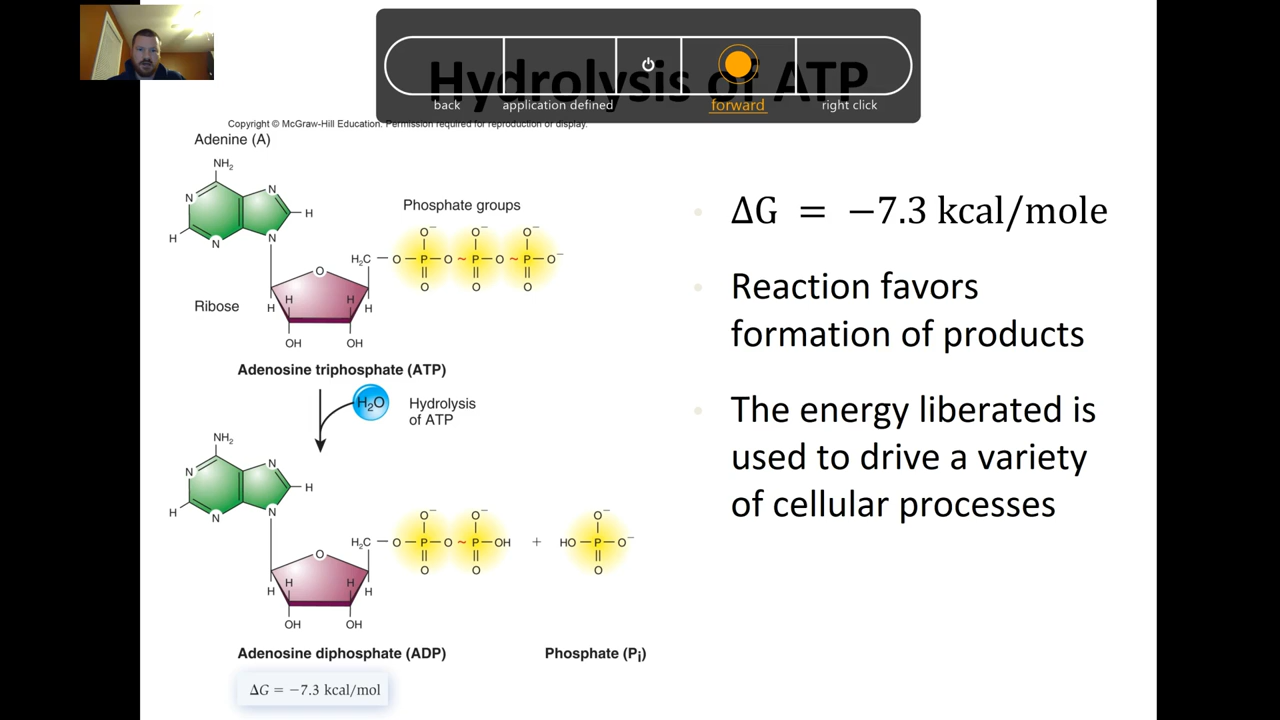 Hydrolysis of ATP
back
application defined
forward
right click
Copyright © McGraw-Hill Education. Permission required for reproduction or display.
Adenine (A)
NH₂
N
N
H
H
N
N
Phosphate groups
O⁻ O⁻ O⁻
H₂C — O — P — O ~ P — O ~ P — O⁻
O O O
O
Ribose
H H
H H
OH OH
Adenosine triphosphate (ATP)
H₂O
Hydrolysis
of ATP
NH₂
N
N
H
H
N
N
O⁻ O⁻ O⁻
H₂C — O — P — O ~ P — OH + HO — P — O⁻
O O O
O
H H
H H
OH OH
Adenosine diphosphate (ADP)
Phosphate (Pᵢ)
ΔG = −7.3 kcal/mol
ΔG = −7.3 kcal/mole
Reaction favors
formation of products
The energy liberated is
used to drive a variety
of cellular processes